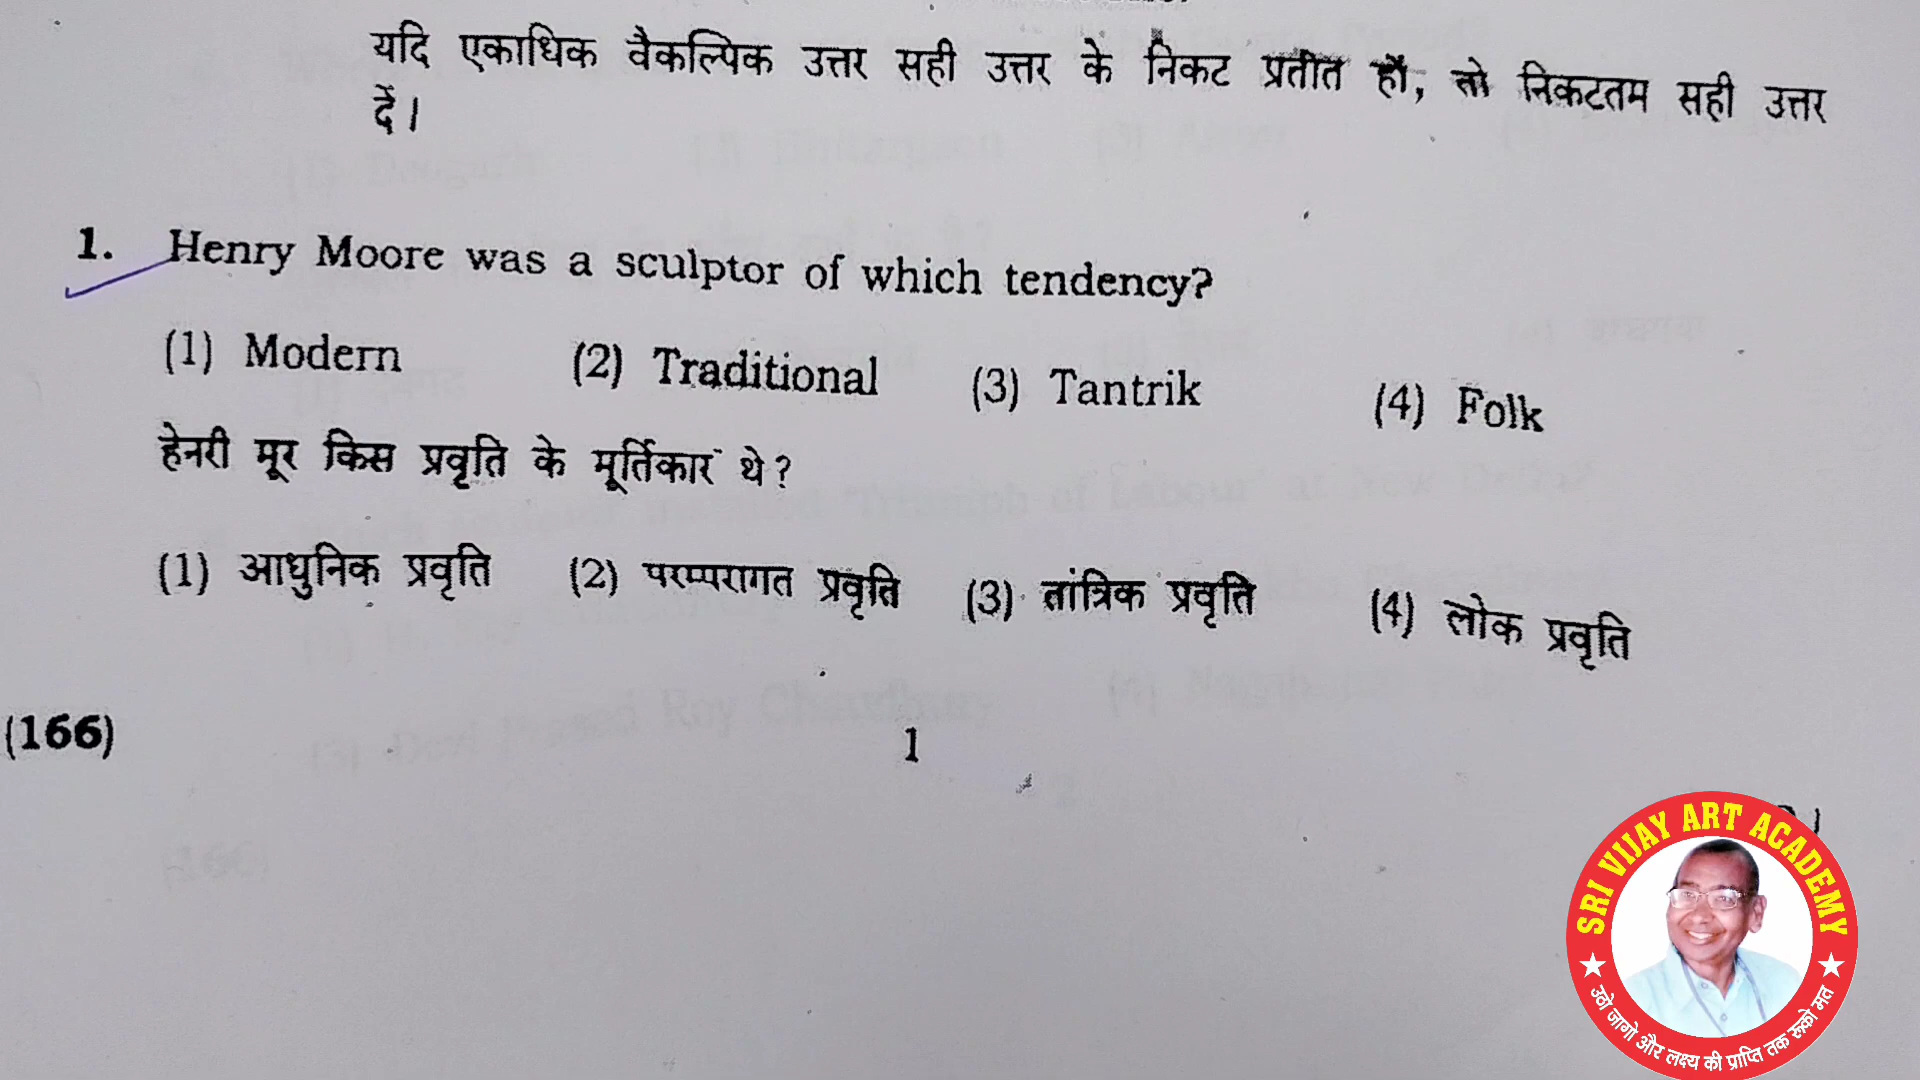 यदि एकाधिक वैकल्पिक उत्तर सही उत्तर के निकट प्रतीत हों, तो निकटतम सही उत्तर
दें।
1. Henry Moore was a sculptor of which tendency?
(1) Modern (2) Traditional (3) Tantrik (4) Folk
हेनरी मूर किस प्रवृति के मूर्तिकार थे?
(1) आधुनिक प्रवृति (2) परम्परागत प्रवृति (3) तांत्रिक प्रवृति (4) लोक प्रवृति
(166) 1
SRI VIJAY ART ACADEMY
उठो जागो और लक्ष्य की प्राप्ति तक रूको मत